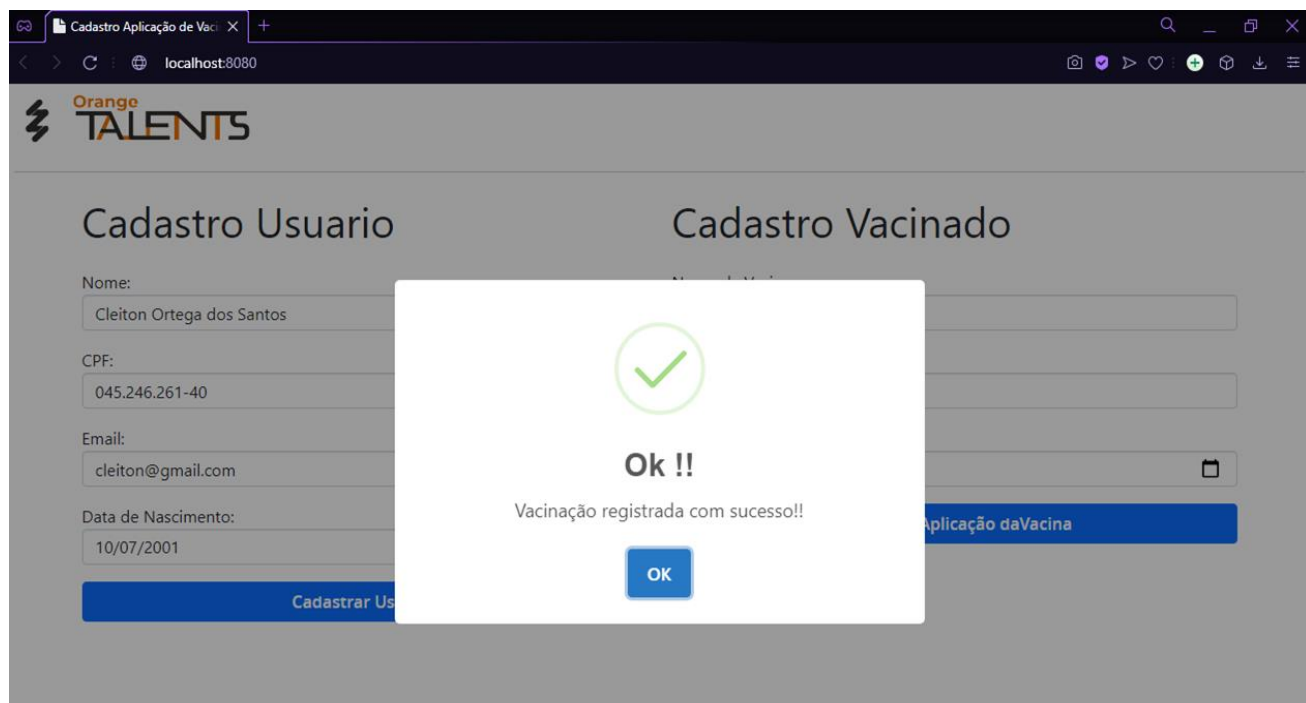 Cadastro Aplicação de Vaci
localhost:8080
Orange
TALENTS
Cadastro Usuario
Cadastro Vacinado
Nome:
Cleiton Ortega dos Santos
CPF:
045.246.261-40
Email:
cleiton@gmail.com
Data de Nascimento:
10/07/2001
Cadastrar Us
Ok !!
Vacinação registrada com sucesso!!
OK
Aplicação daVacina